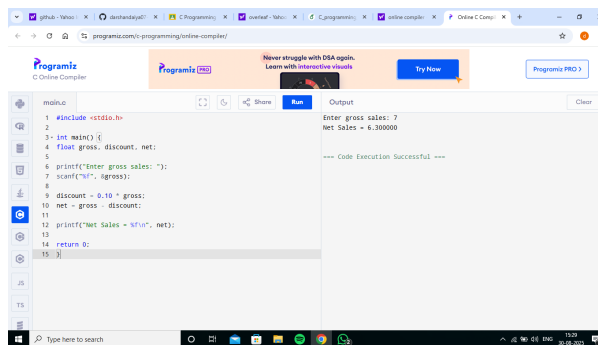 github - Yahoo
darshandaiya01
C Programming
overleaf - Yahoo
C_programming
online compiler
Online C Compil
programiz.com/c-programming/online-compiler/
Programiz
C Online Compiler
Programiz PRO
Never struggle with DSA again.
Learn with interactive visuals
Try Now
Programiz PRO >
main.c
Share
Run
Output
Clear
1 #include <stdio.h>
2
3 int main() {
4 float gross, discount, net;
5
6 printf("Enter gross sales: ");
7 scanf("%f", &gross);
8
9 discount = 0.10 * gross;
10 net = gross - discount;
11
12 printf("Net Sales = %f\n", net);
13
14 return 0;
15 }
Enter gross sales: 7
Net Sales = 6.300000
=== Code Execution Successful ===
JS
TS
Type here to search
ENG
15:29
30-08-2025